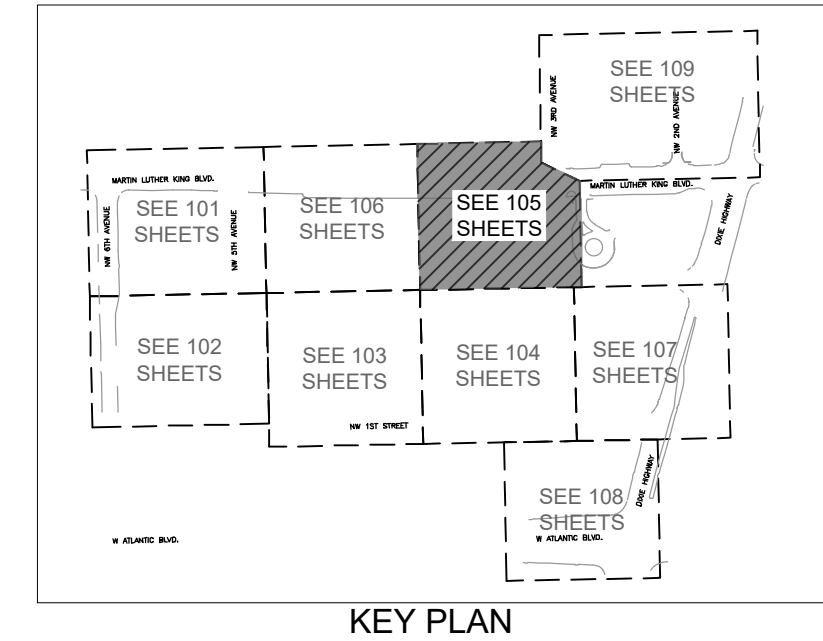 SEE 109
SHEETS
NW 3RD AVENUE
NW 2ND AVENUE
MARTIN LUTHER KING BLVD.
MARTIN LUTHER KING BLVD.
SEE 101
SHEETS
NW 6TH AVENUE
NW 5TH AVENUE
SEE 106
SHEETS
SEE 105
SHEETS
DIXIE HIGHWAY
SEE 102
SHEETS
SEE 103
SHEETS
SEE 104
SHEETS
SEE 107
SHEETS
NW 1ST STREET
DIXIE HIGHWAY
SEE 108
SHEETS
W ATLANTIC BLVD.
W ATLANTIC BLVD.
KEY PLAN